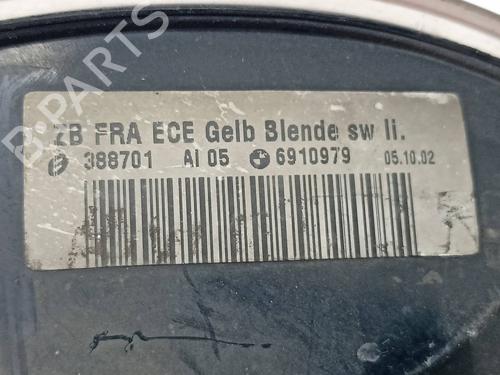 B-PARTS
ZB FRA ECE Gelb Blende sw li.
388701 AI 05 6910979 05.10.02